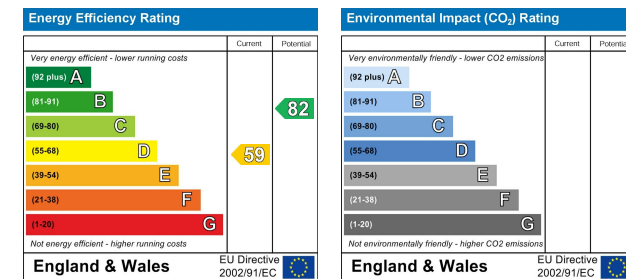 Energy Efficiency Rating
Current Potential
Very energy efficient - lower running costs
(92 plus) A
(81-91) B
82
(69-80) C
(55-68) D
59
(39-54) E
(21-38) F
(1-20) G
Not energy efficient - higher running costs
England & Wales
EU Directive
2002/91/EC
Environmental Impact (CO₂) Rating
Current Potential
Very environmentally friendly - lower CO2 emissions
(92 plus) A
(81-91) B
(69-80) C
(55-68) D
(39-54) E
(21-38) F
(1-20) G
Not environmentally friendly - higher CO2 emissions
England & Wales
EU Directive
2002/91/EC